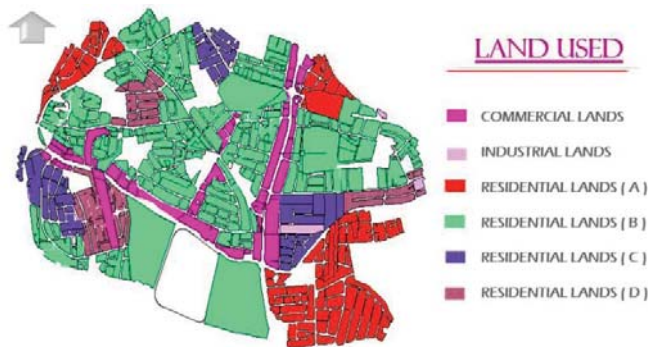 LAND USED
COMMERCIAL LANDS
INDUSTRIAL LANDS
RESIDENTIAL LANDS ( A )
RESIDENTIAL LANDS ( B )
RESIDENTIAL LANDS ( C )
RESIDENTIAL LANDS ( D )